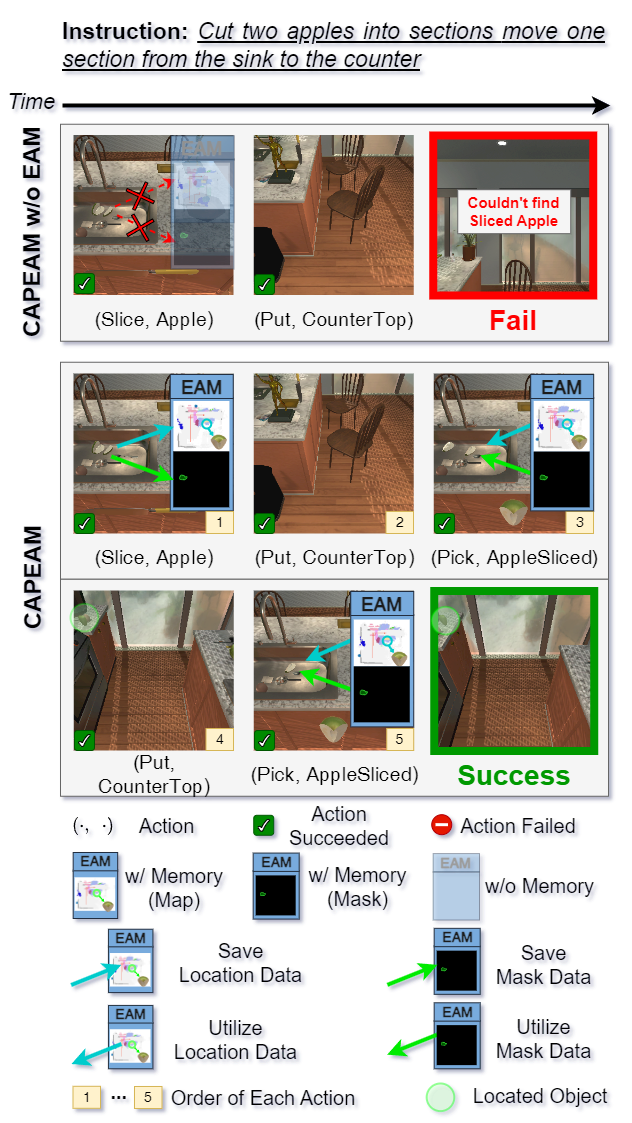 Instruction: Cut two apples into sections move one
section from the sink to the counter
Time
CAPEAM w/o EAM
EAM
Couldn't find
Sliced Apple
(Slice, Apple)
(Put, CounterTop)
Fail
CAPEAM
EAM
EAM
1
2
3
(Slice, Apple)
(Put, CounterTop)
(Pick, AppleSliced)
EAM
4
5
(Put,
CounterTop)
(Pick, AppleSliced)
Success
(·, ·)
Action
Action
Succeeded
Action Failed
EAM
w/ Memory
(Map)
EAM
w/ Memory
(Mask)
EAM
w/o Memory
EAM
Save
Location Data
EAM
Save
Mask Data
EAM
Utilize
Location Data
EAM
Utilize
Mask Data
1 ··· 5
Order of Each Action
Located Object